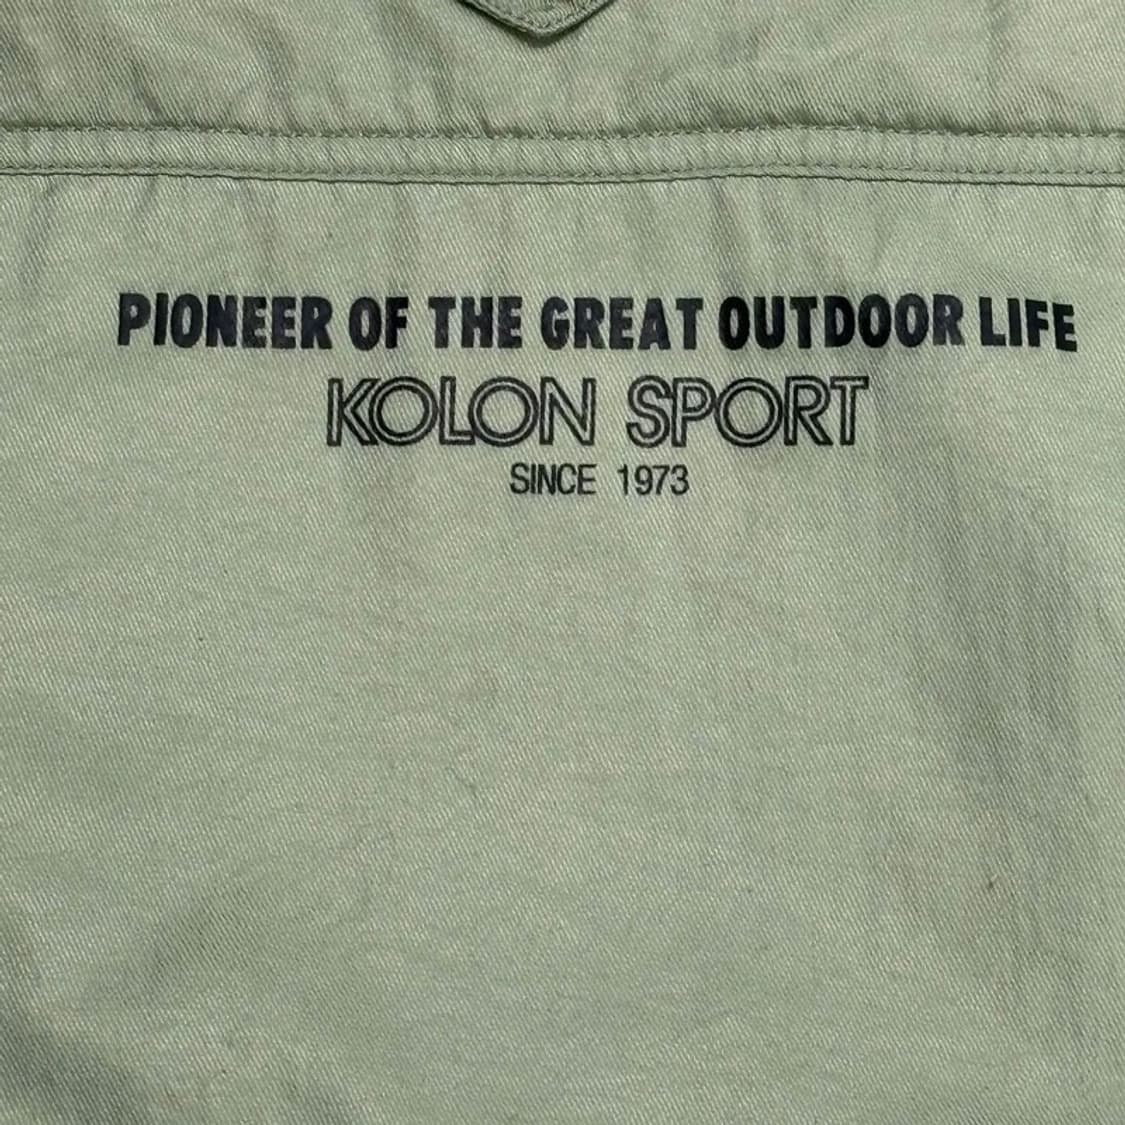 PIONEER OF THE GREAT OUTDOOR LIFE
KOLON SPORT
SINCE 1973